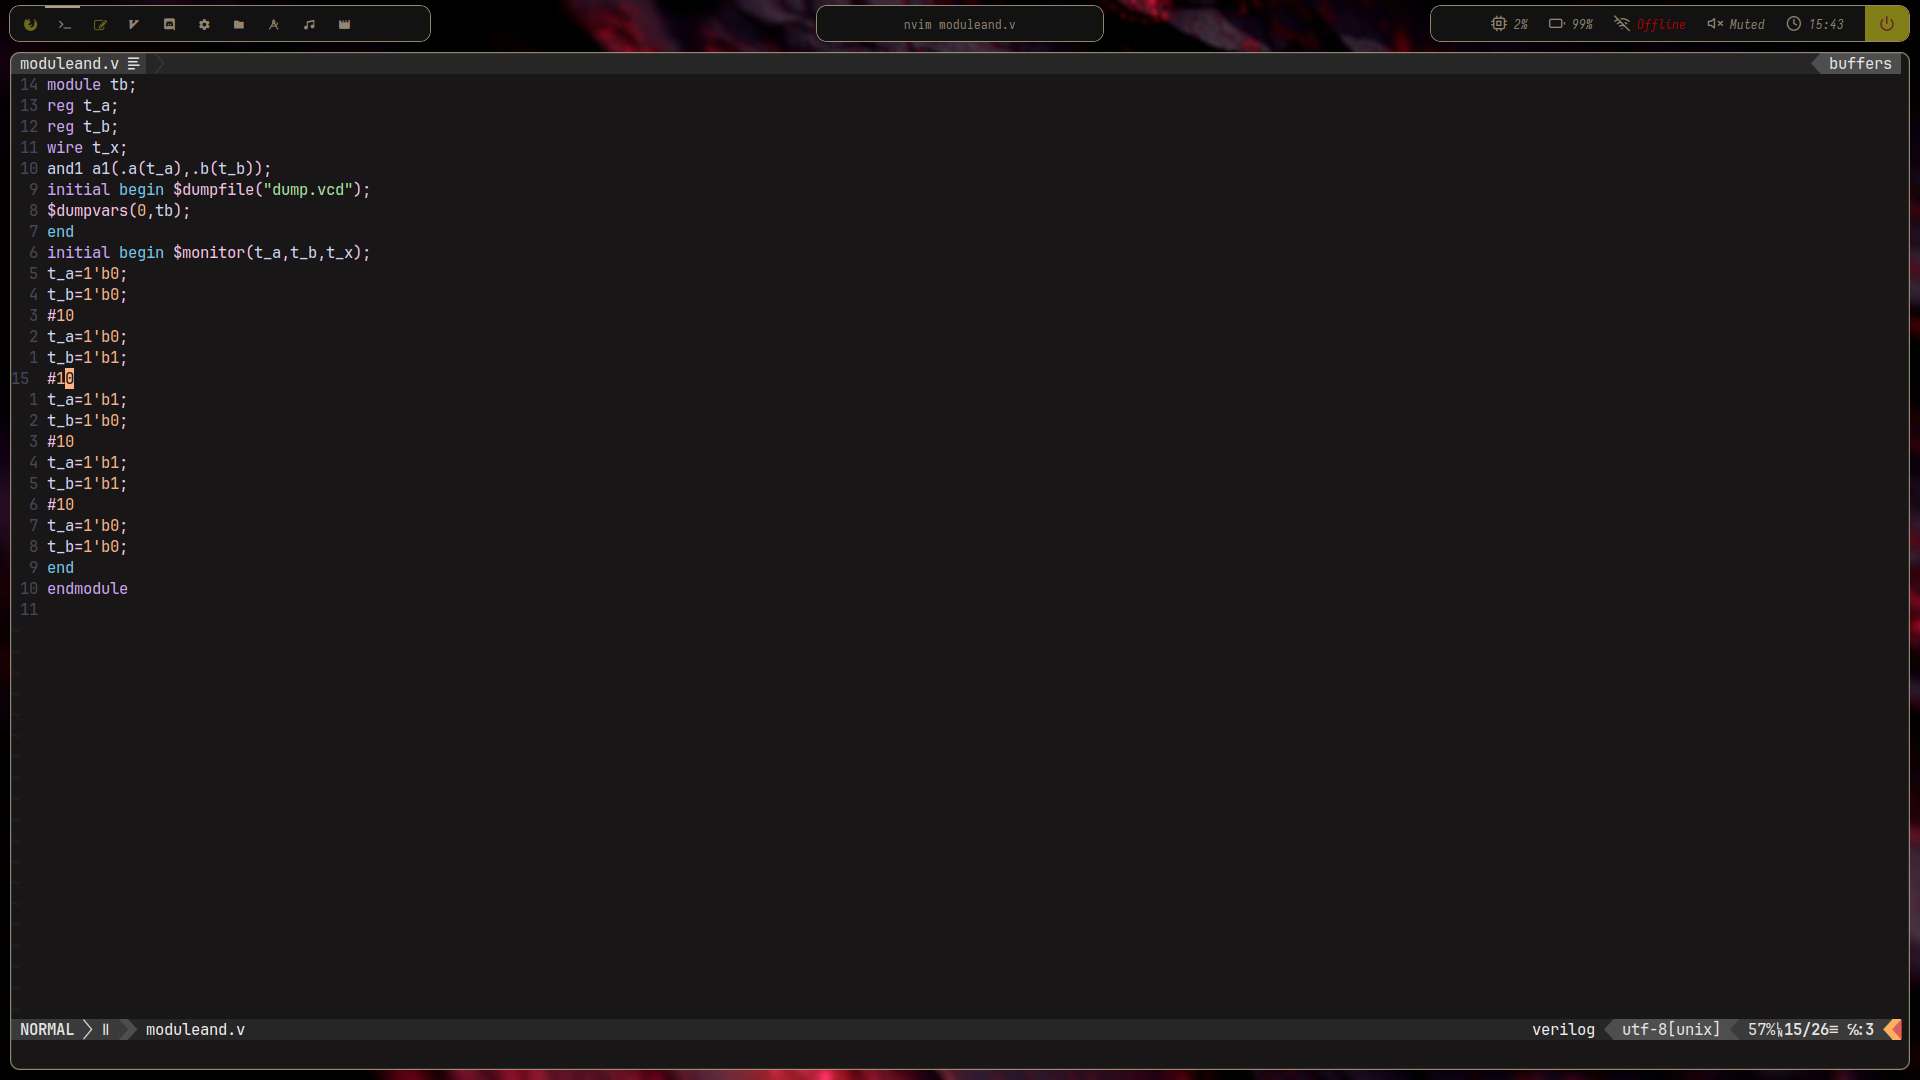 nvim moduleand.v
2%
99%
Offline
Muted
15:43
moduleand.v
buffers
14 module tb;
13 reg t_a;
12 reg t_b;
11 wire t_x;
10 and1 a1(.a(t_a),.b(t_b));
9 initial begin $dumpfile("dump.vcd");
8 $dumpvars(0,tb);
7 end
6 initial begin $monitor(t_a,t_b,t_x);
5 t_a=1'b0;
4 t_b=1'b0;
3 #10
2 t_a=1'b0;
1 t_b=1'b1;
15 #10
1 t_a=1'b1;
2 t_b=1'b0;
3 #10
4 t_a=1'b1;
5 t_b=1'b1;
6 #10
7 t_a=1'b0;
8 t_b=1'b0;
9 end
10 endmodule
11
NORMAL moduleand.v verilog utf-8[unix] 57% 15/26≡ ℅:3